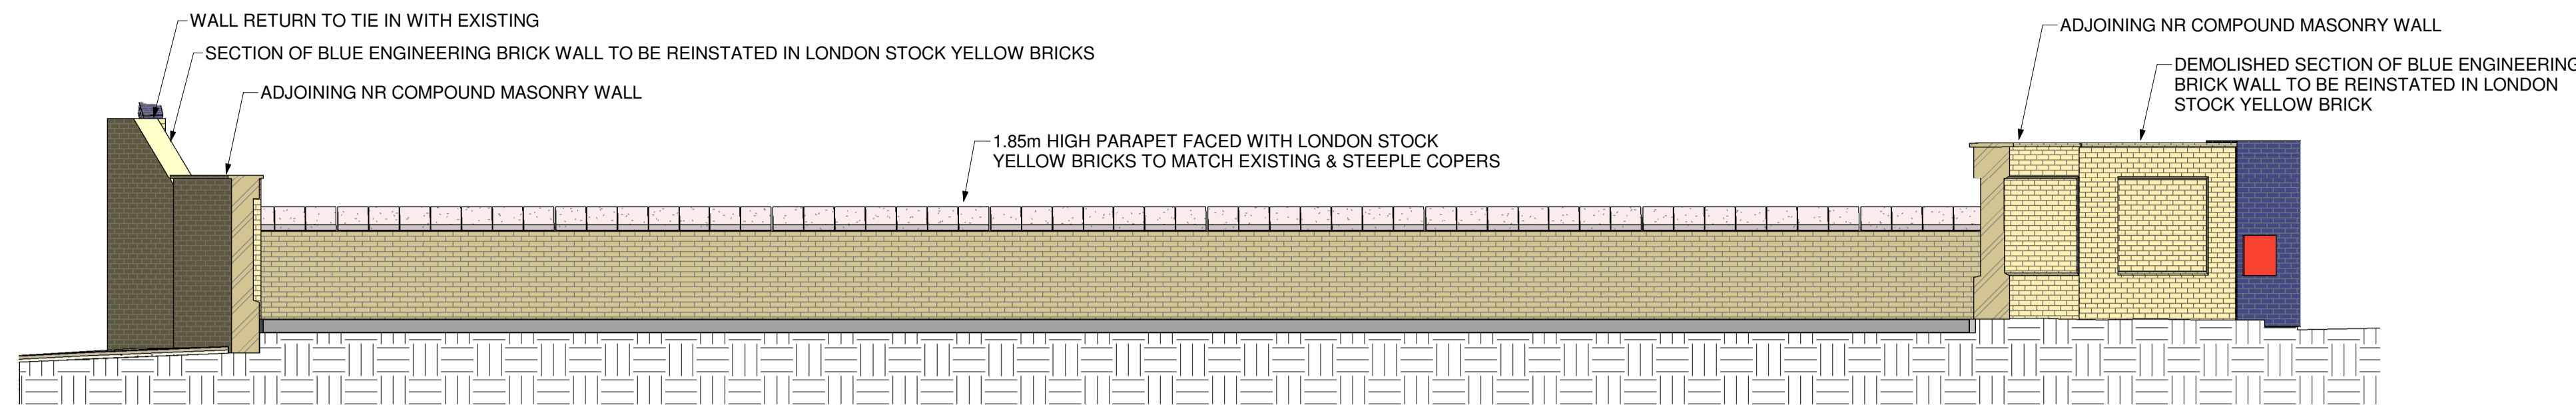 WALL RETURN TO TIE IN WITH EXISTING
SECTION OF BLUE ENGINEERING BRICK WALL TO BE REINSTATED IN LONDON STOCK YELLOW BRICKS
ADJOINING NR COMPOUND MASONRY WALL
1.85m HIGH PARAPET FACED WITH LONDON STOCK
YELLOW BRICKS TO MATCH EXISTING & STEEPLE COPERS
ADJOINING NR COMPOUND MASONRY WALL
DEMOLISHED SECTION OF BLUE ENGINEERING
BRICK WALL TO BE REINSTATED IN LONDON
STOCK YELLOW BRICK